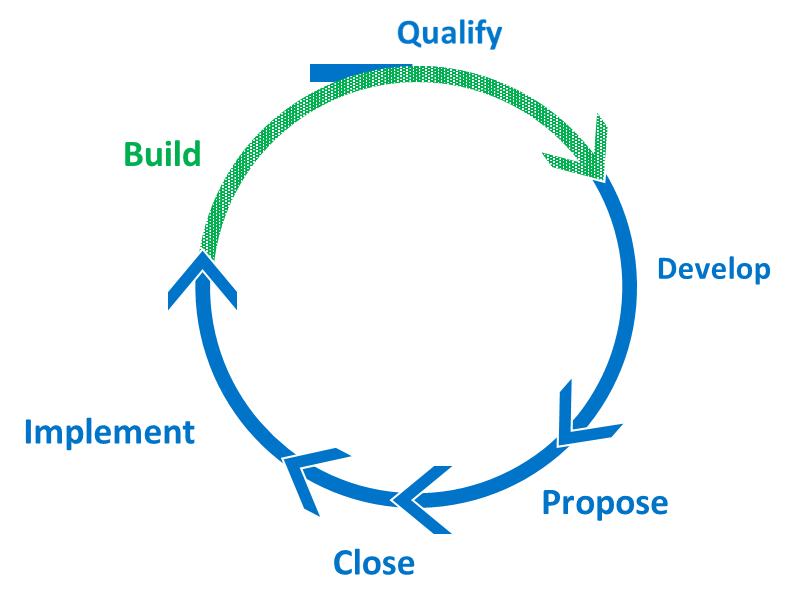 Qualify
Build
Develop
Implement
Propose
Close